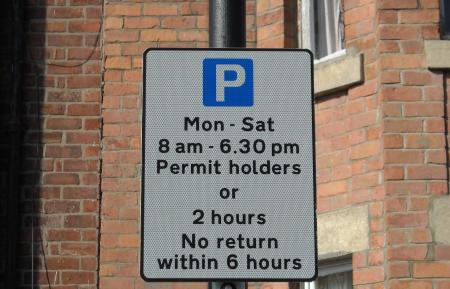 P
Mon - Sat
8 am - 6.30 pm
Permit holders
or
2 hours
No return
within 6 hours